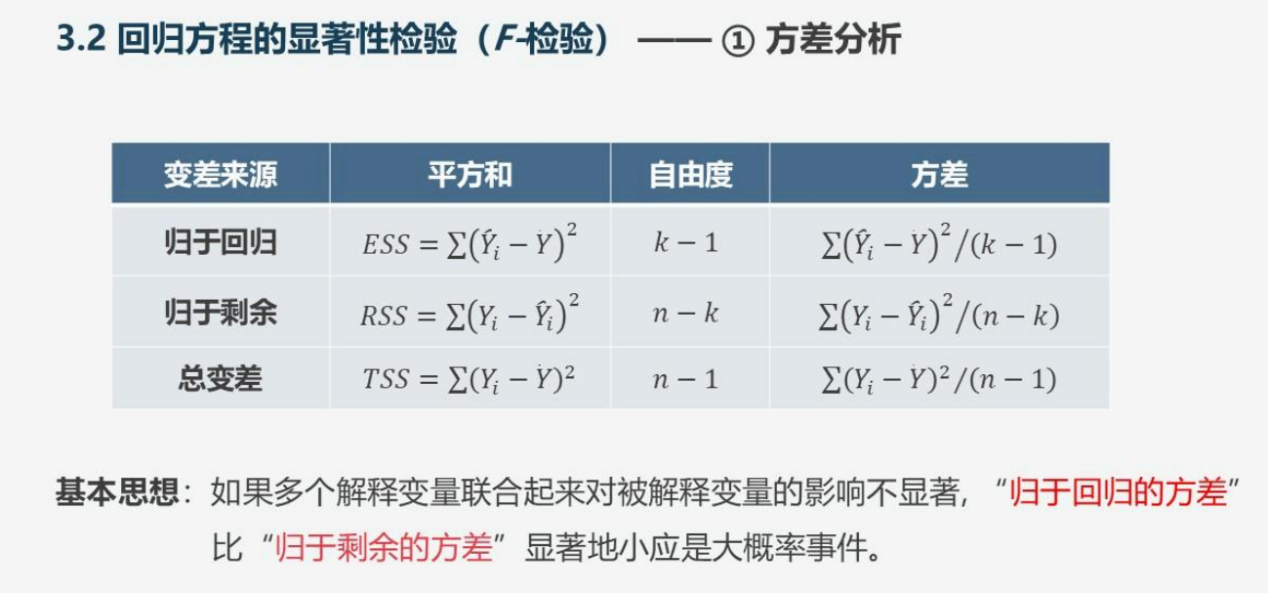 3.2 回归方程的显著性检验（F-检验） —— ① 方差分析
变差来源 平方和 自由度 方差
归于回归 ESS = ∑(Ŷᵢ − Ẏ)² k − 1 ∑(Ŷᵢ − Ẏ)²/(k − 1)
归于剩余 RSS = ∑(Yᵢ − Ŷᵢ)² n − k ∑(Yᵢ − Ŷᵢ)²/(n − k)
总变差 TSS = ∑(Yᵢ − Ẏ)² n − 1 ∑(Yᵢ − Ẏ)²/(n − 1)
基本思想：如果多个解释变量联合起来对被解释变量的影响不显著，“归于回归的方差”
比“归于剩余的方差”显著地小应是大概率事件。